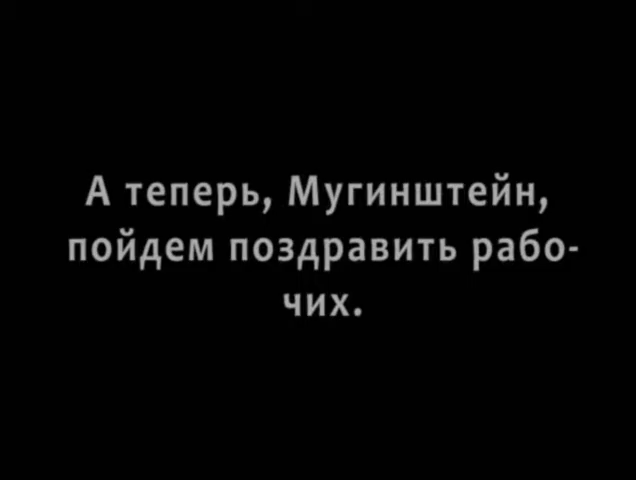 А теперь, Мугинштейн,
пойдем поздравить рабо-
чих.